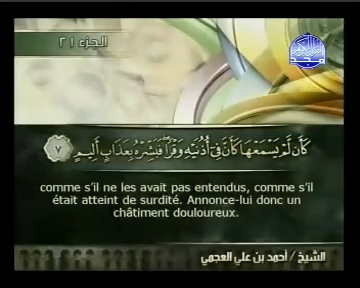 الجزء ٢١
كَأَن لَّمْ يَسْمَعْهَا كَأَنَّ فِي أُذُنَيْهِ وَقْرًا فَبَشِّرْهُ بِعَذَابٍ أَلِيمٍ ٧
comme s'il ne les avait pas entendus, comme s'il
était atteint de surdité. Annonce-lui donc un
châtiment douloureux.
الشيخ / أحمد بن علي العجمي